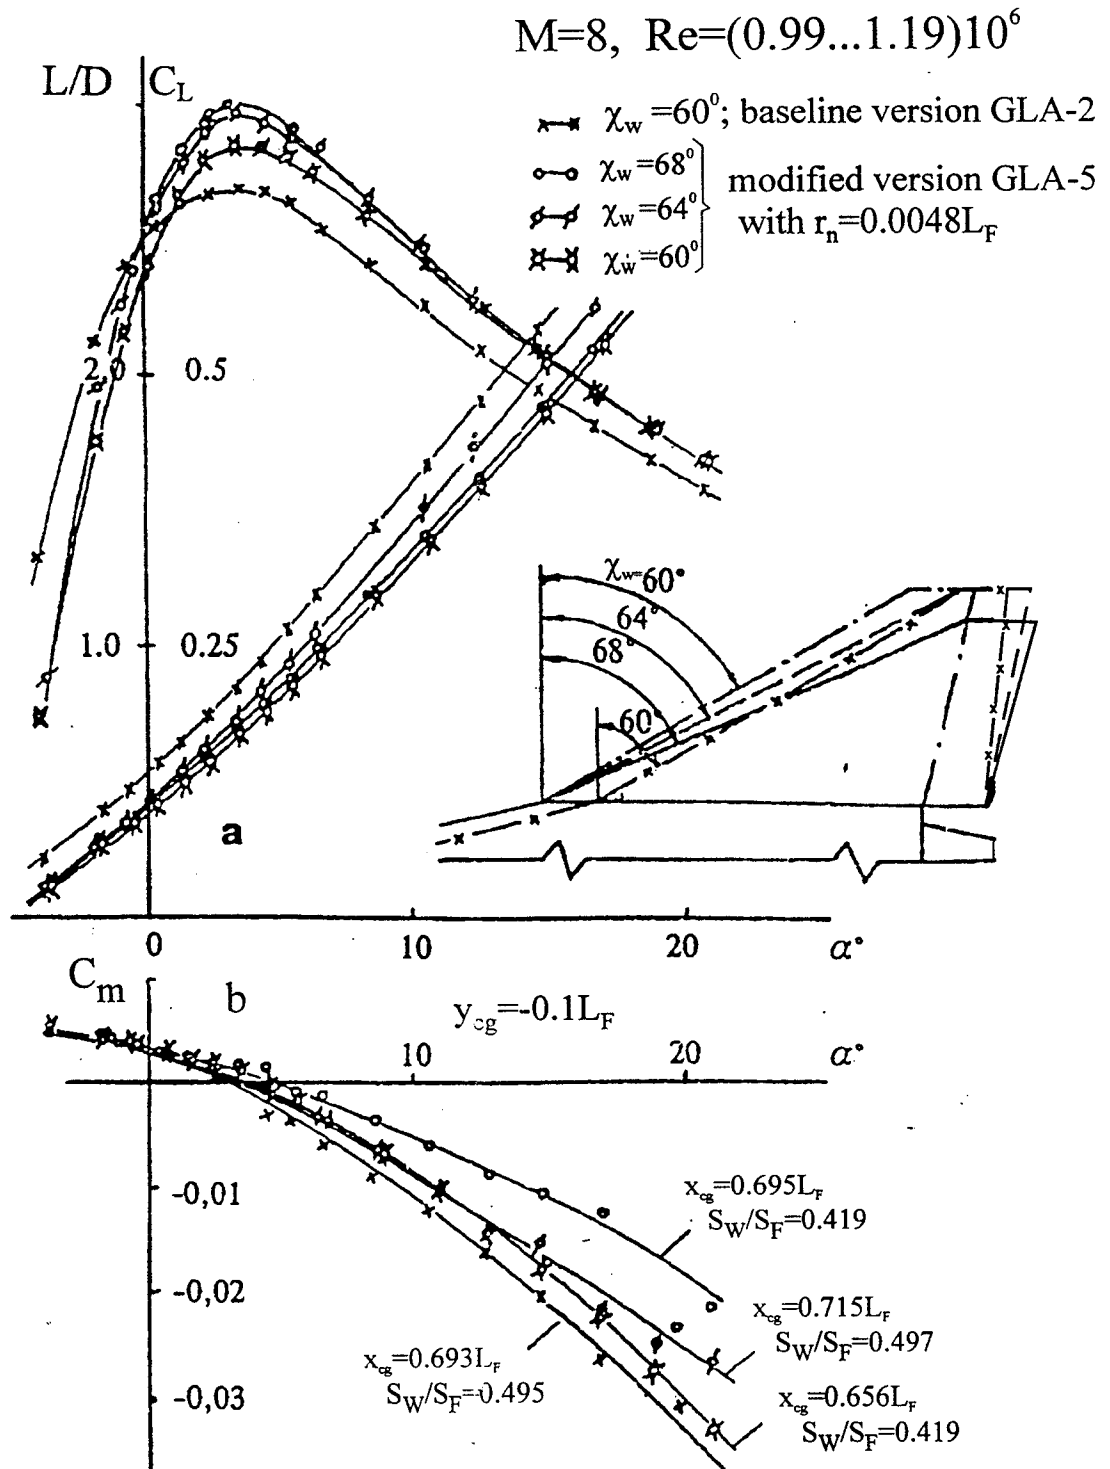 M=8, Re=(0.99...1.19)10⁶
L/D C_L
χ_w =60⁰; baseline version GLA-2
χ_w=68⁰
χ_w=64⁰
χ_w=60⁰
modified version GLA-5
with r_n=0.0048L_F
2.0 0.5
1.0 0.25
χ_w=60°
64°
68°
60°
a
0 10 20 α°
C_m b
y_cg=-0.1L_F
10 20 α°
-0,01
-0,02
-0,03
x_cg=0.695L_F
S_W/S_F=0.419
x_cg=0.715L_F
S_W/S_F=0.497
x_cg=0.693L_F
S_W/S_F=0.495
x_cg=0.656L_F
S_W/S_F=0.419